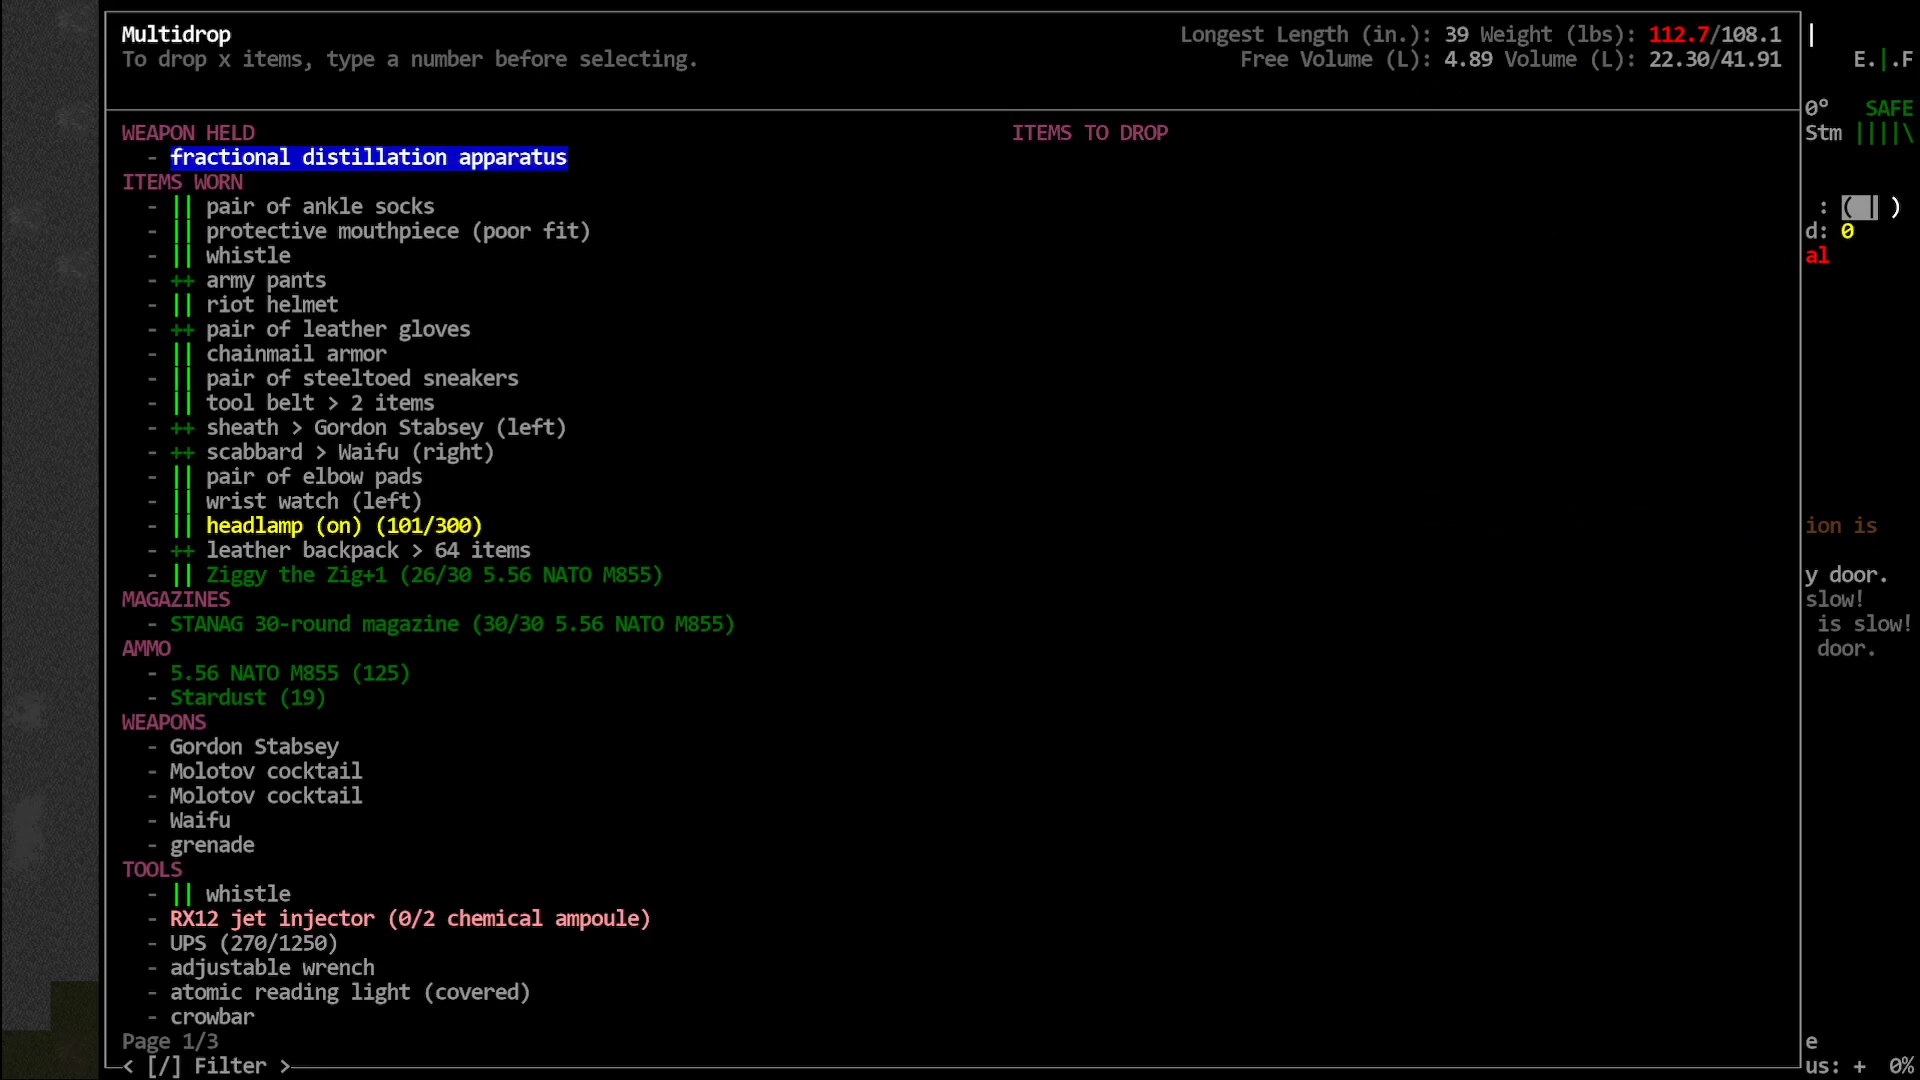 Multidrop
Longest Length (in.): 39 Weight (lbs): 112.7/108.1
To drop x items, type a number before selecting.
Free Volume (L): 4.89 Volume (L): 22.30/41.91
E.|.F
0° SAFE
Stm ||||\
WEAPON HELD
ITEMS TO DROP
- fractional distillation apparatus
ITEMS WORN
- || pair of ankle socks
: ( | )
- || protective mouthpiece (poor fit)
d: 0
- || whistle
al
- ++ army pants
- || riot helmet
- ++ pair of leather gloves
- || chainmail armor
- || pair of steeltoed sneakers
- || tool belt > 2 items
- ++ sheath > Gordon Stabsey (left)
- ++ scabbard > Waifu (right)
- || pair of elbow pads
- || wrist watch (left)
- || headlamp (on) (101/300)
ion is
- ++ leather backpack > 64 items
- || Ziggy the Zig+1 (26/30 5.56 NATO M855)
y door.
MAGAZINES
slow!
- STANAG 30-round magazine (30/30 5.56 NATO M855)
is slow!
AMMO
door.
- 5.56 NATO M855 (125)
- Stardust (19)
WEAPONS
- Gordon Stabsey
- Molotov cocktail
- Molotov cocktail
- Waifu
- grenade
TOOLS
- || whistle
- RX12 jet injector (0/2 chemical ampoule)
- UPS (270/1250)
- adjustable wrench
- atomic reading light (covered)
- crowbar
Page 1/3
e
< [/] Filter >
us: + 0%